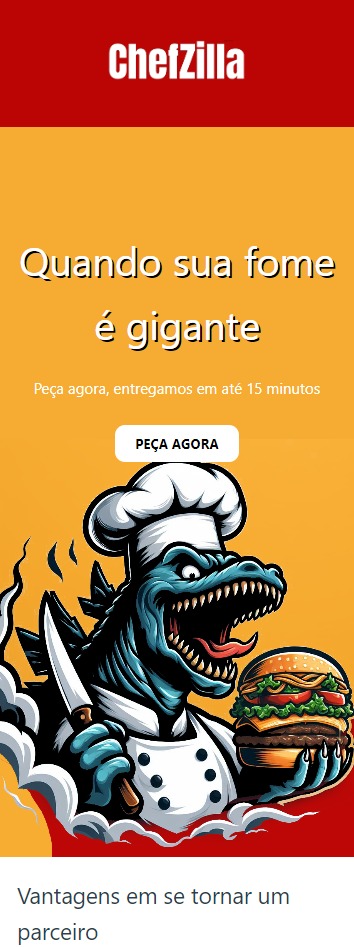 ChefZilla
Quando sua fome
é gigante
Peça agora, entregamos em até 15 minutos
PEÇA AGORA
Vantagens em se tornar um
parceiro